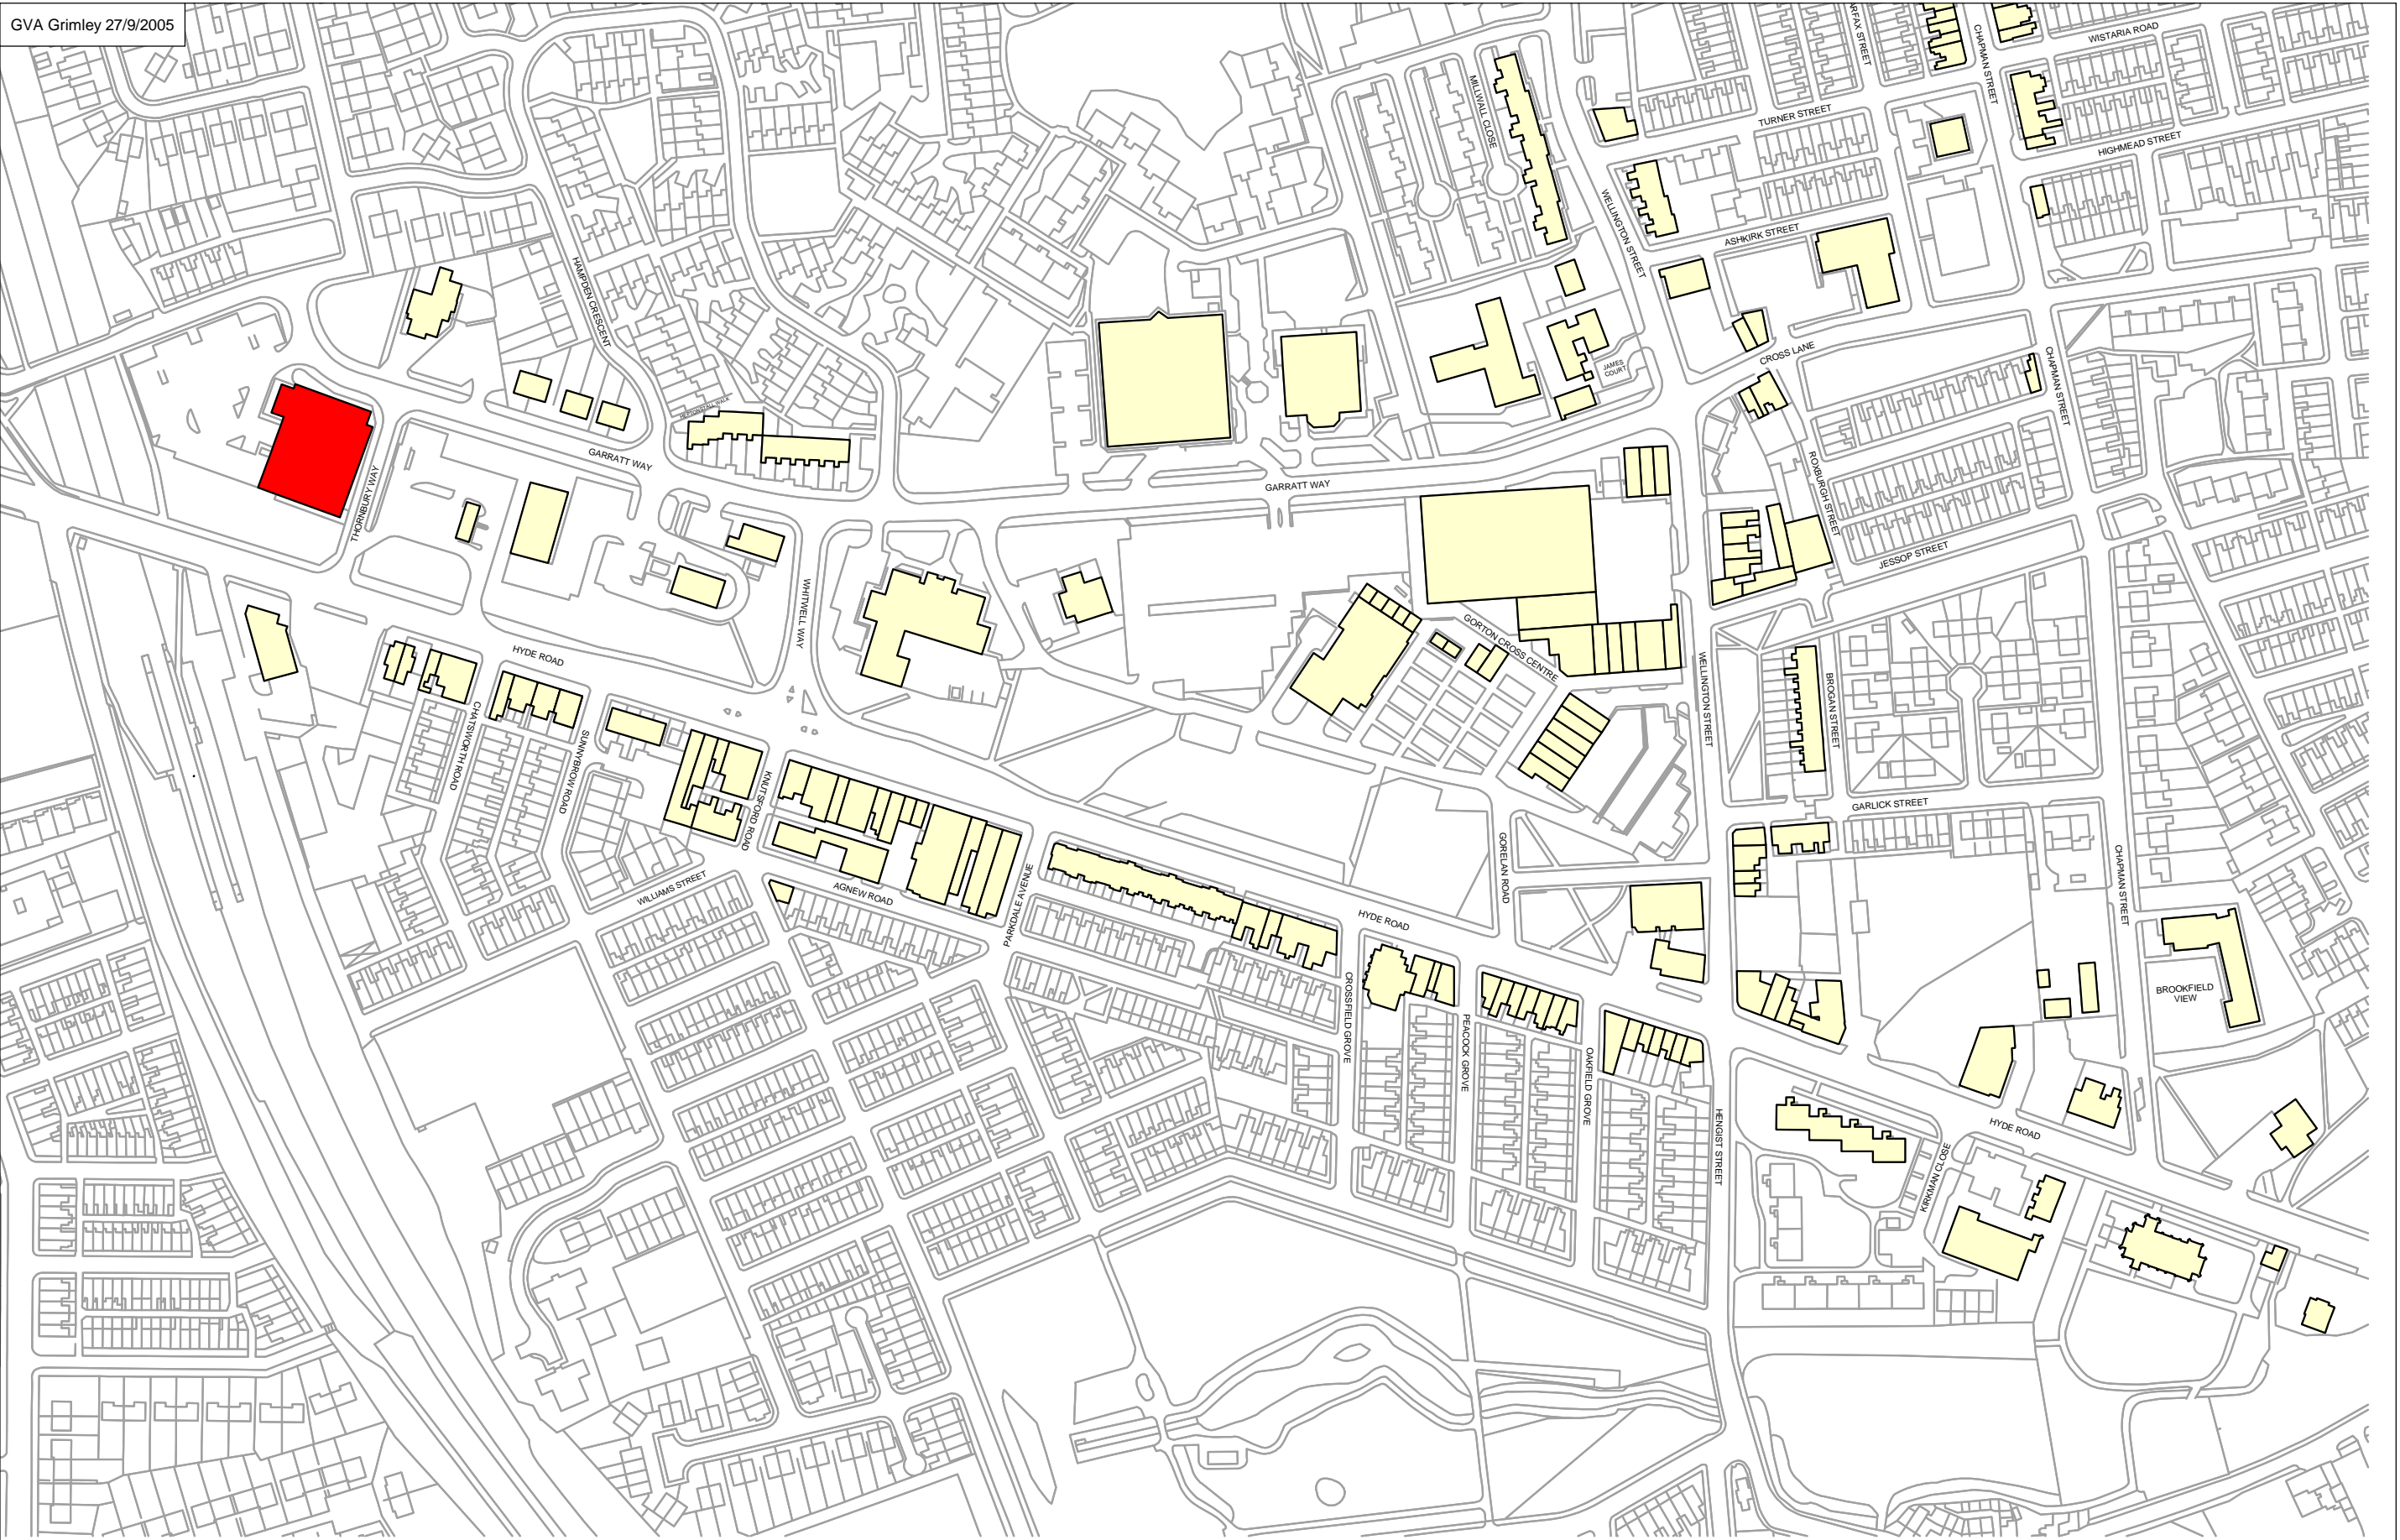 GVA Grimley 27/9/2005
CHAPMAN STREET
WISTARIA ROAD
MILLWALL CLOSE
TURNER STREET
CHAPMAN STREET
HIGHMEAD STREET
WELLINGTON STREET
ASHKIRK STREET
HAMPDEN CRESCENT
CROSS LANE
JAMES
COURT
CHAPMAN STREET
GARRATT WAY
GARRATT WAY
THORNBURY WAY
ROXBURGH STREET
JESSOP STREET
WHITWELL WAY
HYDE ROAD
GORTON CROSS CENTRE
WELLINGTON STREET
BROGAN STREET
CHATSWORTH ROAD
SUNNYBROW ROAD
KNUTSFORD ROAD
GARLICK STREET
WILLIAMS STREET
AGNEW ROAD
PARKDALE AVENUE
GORELAN ROAD
CHAPMAN STREET
HYDE ROAD
CROSSFIELD GROVE
BROOKFIELD
VIEW
PEACOCK GROVE
OAKFIELD GROVE
HENGIST STREET
HYDE ROAD
KIRKMAN CLOSE